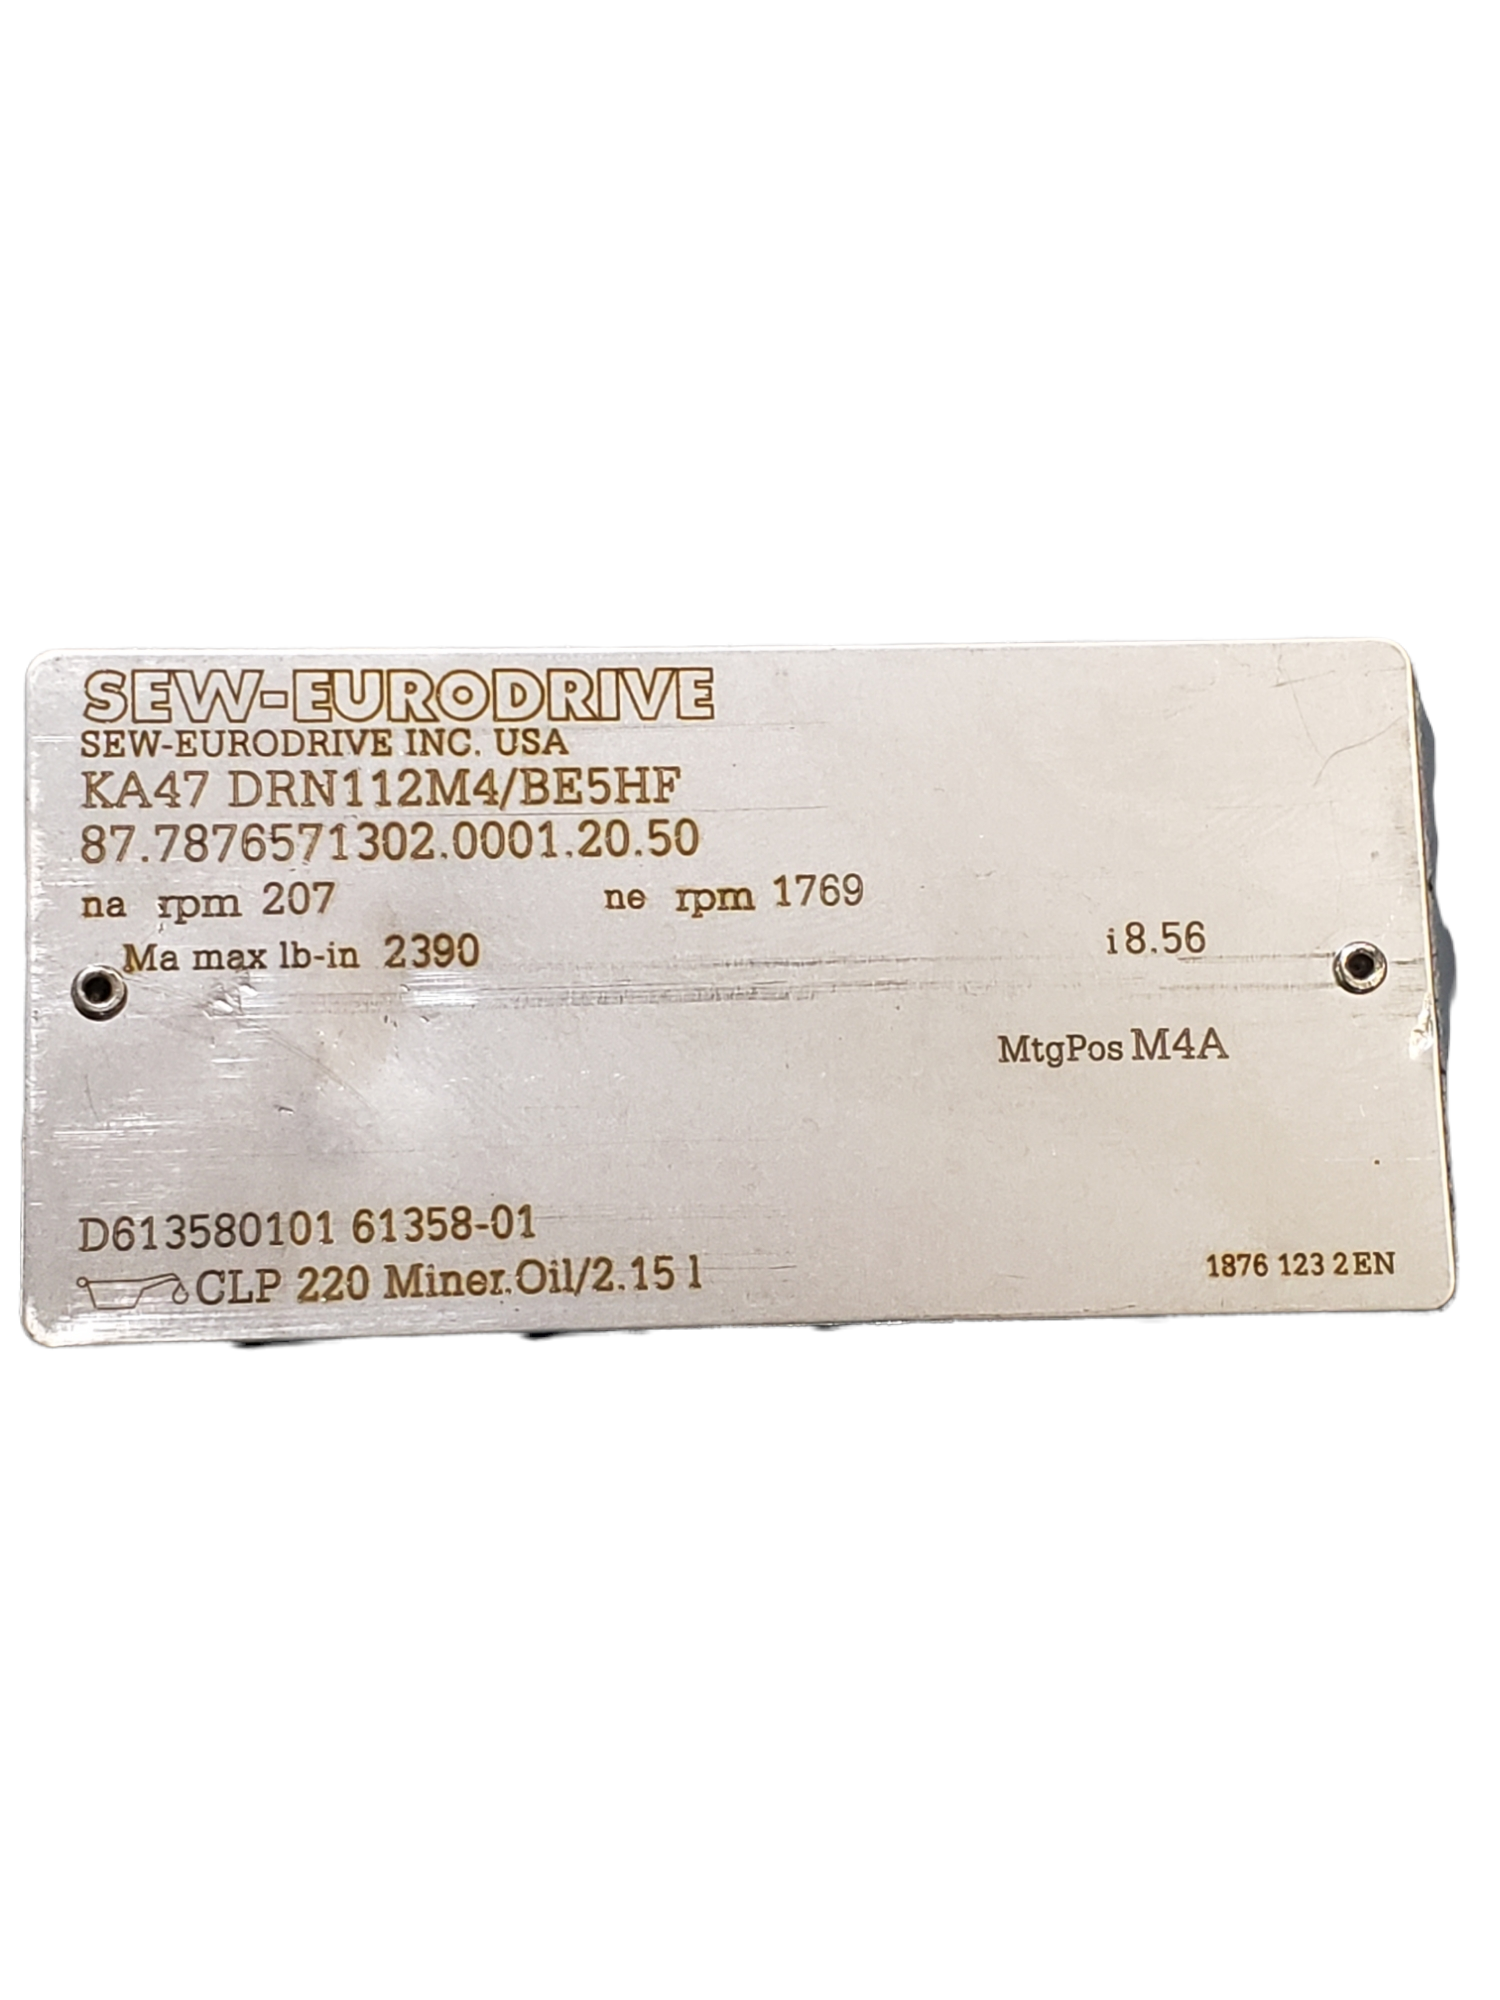 SEW-EURODRIVE
SEW-EURODRIVE INC. USA
KA47 DRN112M4/BE5HF
87.7876571302.0001.20.50
na rpm 207 ne rpm 1769
Ma max lb-in 2390 i 8.56
MtgPos M4A
D613580101 61358-01
CLP 220 Miner.Oil/2.15 l 1876 123 2 EN